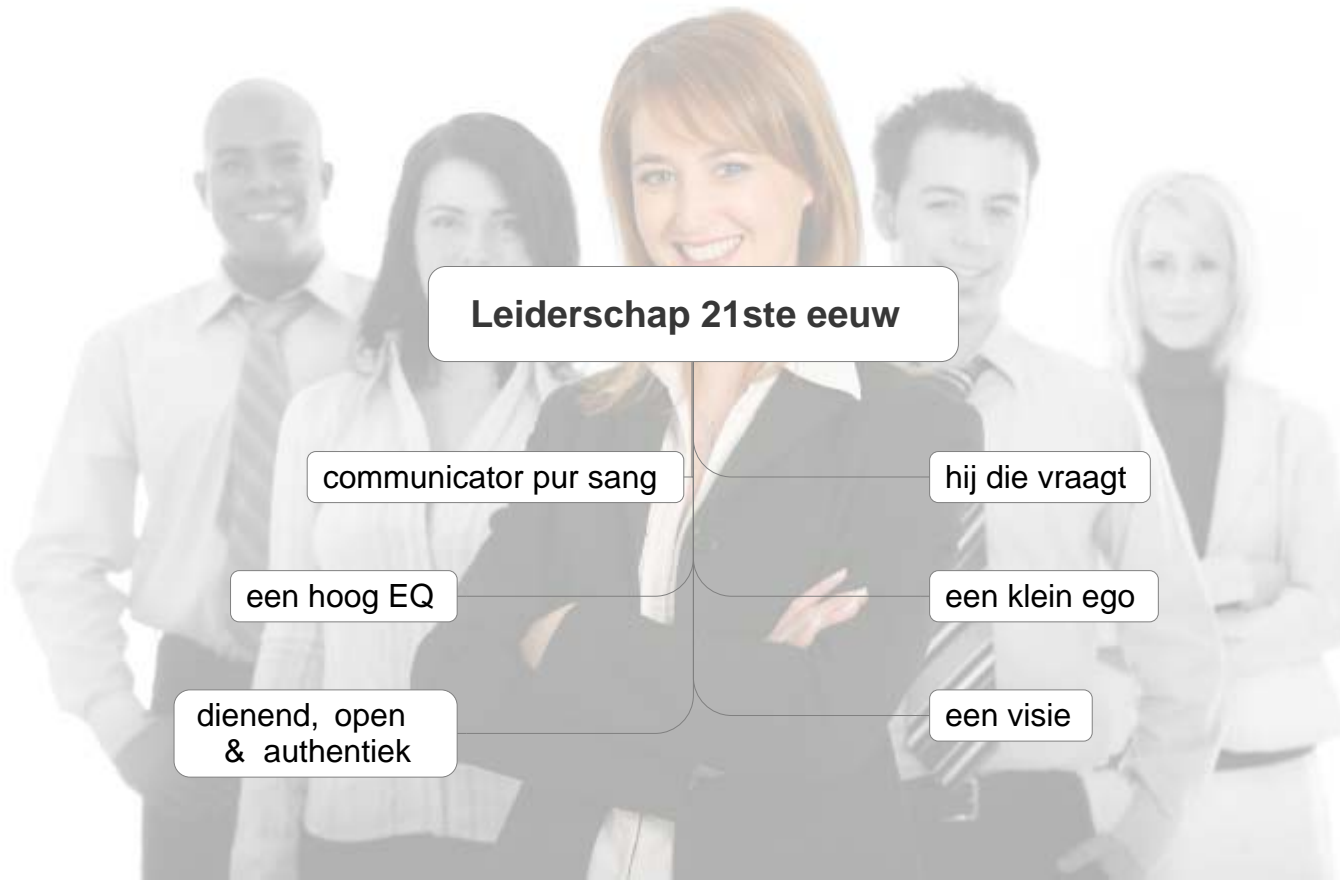 Leiderschap 21ste eeuw
communicator pur sang
hij die vraagt
een hoog EQ
een klein ego
dienend, open
& authentiek
een visie